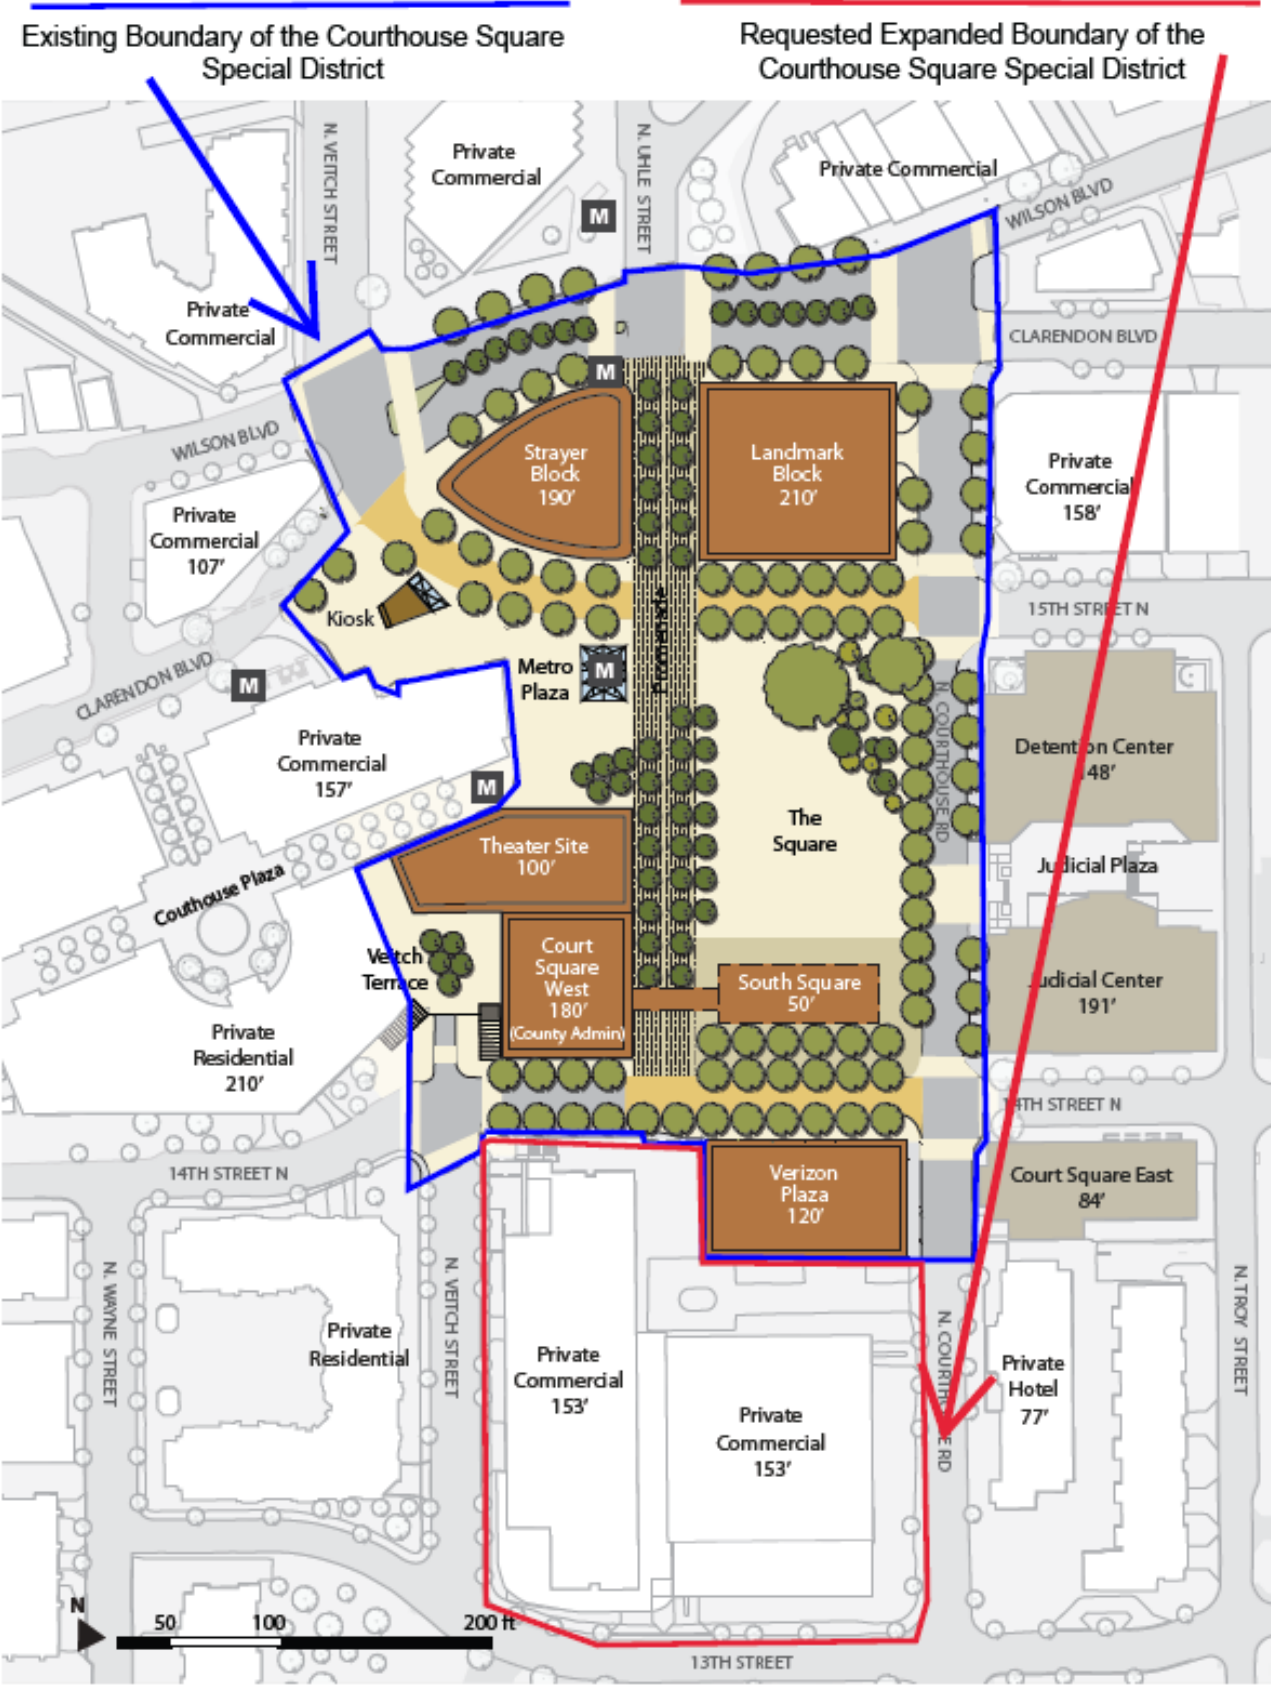 Existing Boundary of the Courthouse Square
Special District
Requested Expanded Boundary of the
Courthouse Square Special District
N. VEITCH STREET
Private
Commercial
M
N. UHLE STREET
Private Commercial
WILSON BLVD
Private
Commercial
CLARENDON BLVD
M
WILSON BLVD
Strayer
Block
190'
Landmark
Block
210'
Private
Commercial
158'
Private
Commercial
107'
Kiosk
Promenade
15TH STREET N
CLARENDON BLVD
M
Metro
Plaza
M
N. COURTHOUSE RD
Detention Center
148'
Private
Commercial
157'
M
The
Square
Theater Site
100'
Judicial Plaza
Couthouse Plaza
Veitch
Terrace
Court
Square
West
180'
(County Admin)
South Square
50'
Judicial Center
191'
Private
Residential
210'
14TH STREET N
14TH STREET N
Verizon
Plaza
120'
Court Square East
84'
N. WAYNE STREET
N. VEITCH STREET
Private
Residential
Private
Commercial
153'
Private
Commercial
153'
N. COURTHOUSE RD
Private
Hotel
77'
N. TROY STREET
N
50
100
200 ft
13TH STREET